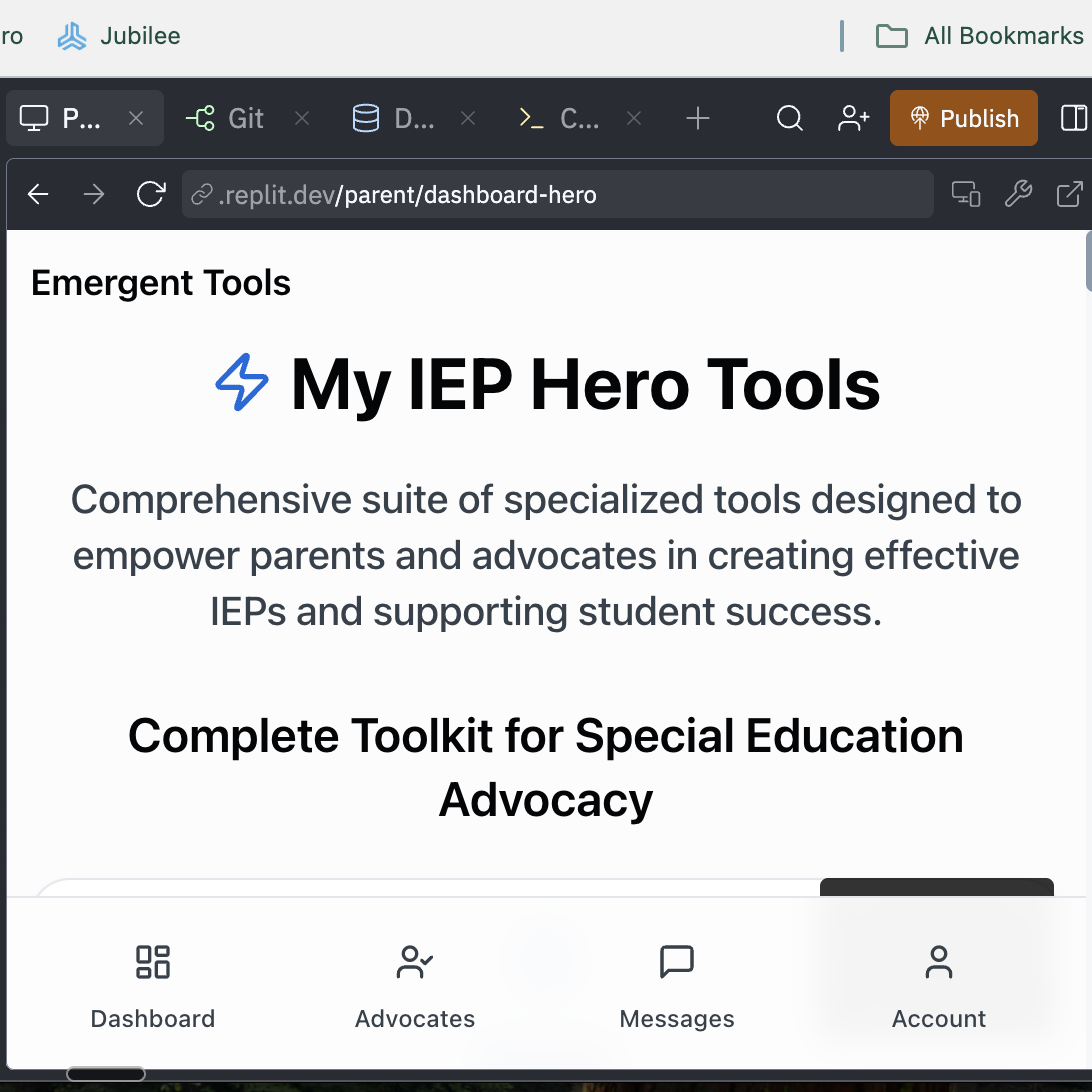 ro
Jubilee
All Bookmarks
P...
Git
D...
C...
Publish
.replit.dev/parent/dashboard-hero
Emergent Tools
My IEP Hero Tools
Comprehensive suite of specialized tools designed to
empower parents and advocates in creating effective
IEPs and supporting student success.
Complete Toolkit for Special Education
Advocacy
Dashboard
Advocates
Messages
Account